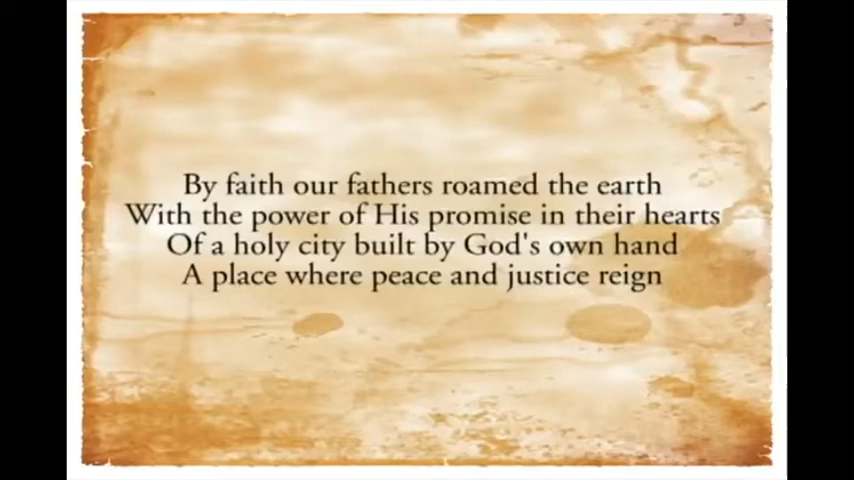 By faith our fathers roamed the earth
With the power of His promise in their hearts
Of a holy city built by God's own hand
A place where peace and justice reign